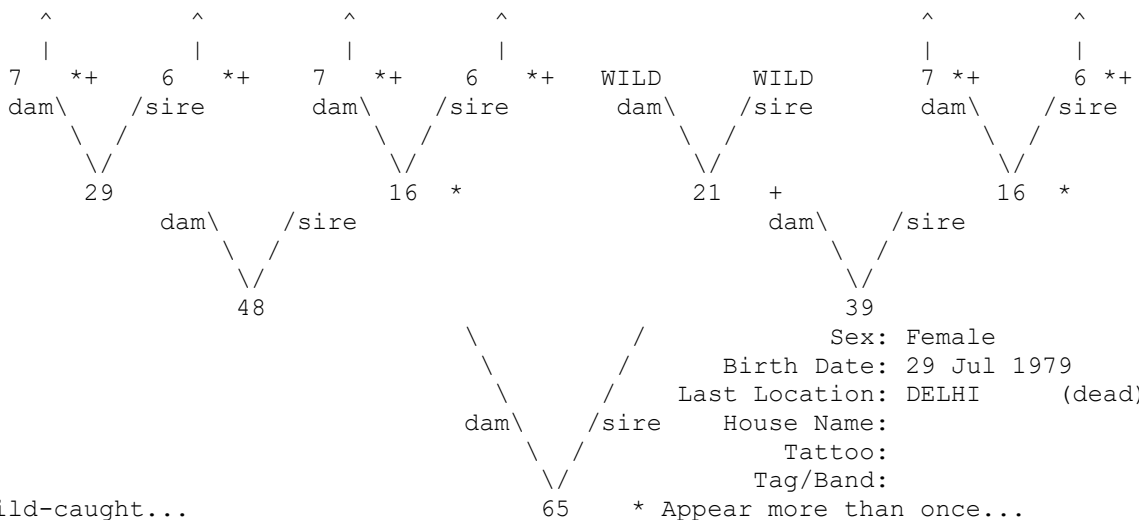 ^ ^ ^ ^ ^ ^
| | | | | |
7 *+ 6 *+ 7 *+ 6 *+ WILD WILD 7 *+ 6 *+
dam\ /sire dam\ /sire dam\ /sire dam\ /sire
\ / \ / \ / \ /
\/ \/ \/ \/
29 16 * 21 + 16 *
dam\ /sire dam\ /sire
\ / \ /
\/ \/
48 39
\ / Sex: Female
\ / Birth Date: 29 Jul 1979
\ / Last Location: DELHI (dead)
dam\ /sire House Name:
\ / Tattoo:
\/ Tag/Band:
ild-caught... 65 * Appear more than once...